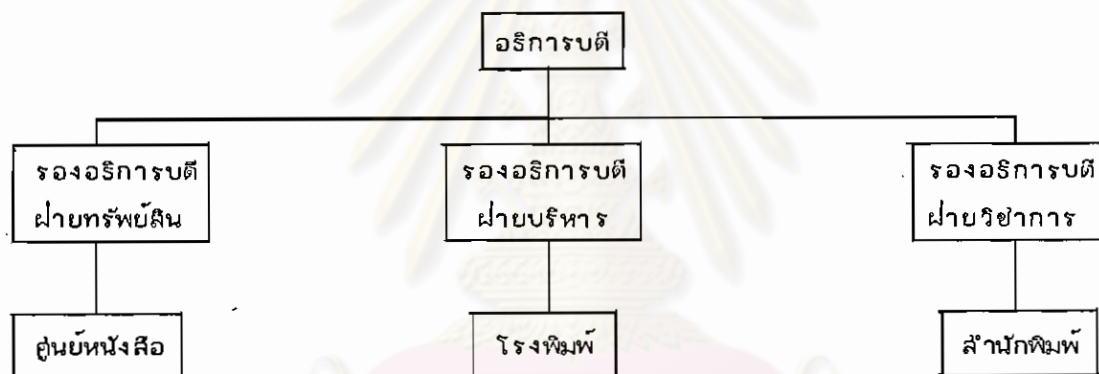 อธิการบดี
รองอธิการบดี
ฝ่ายทรัพย์สิน
รองอธิการบดี
ฝ่ายบริหาร
รองอธิการบดี
ฝ่ายวิชาการ
ศูนย์หนังสือ
โรงพิมพ์
สำนักพิมพ์